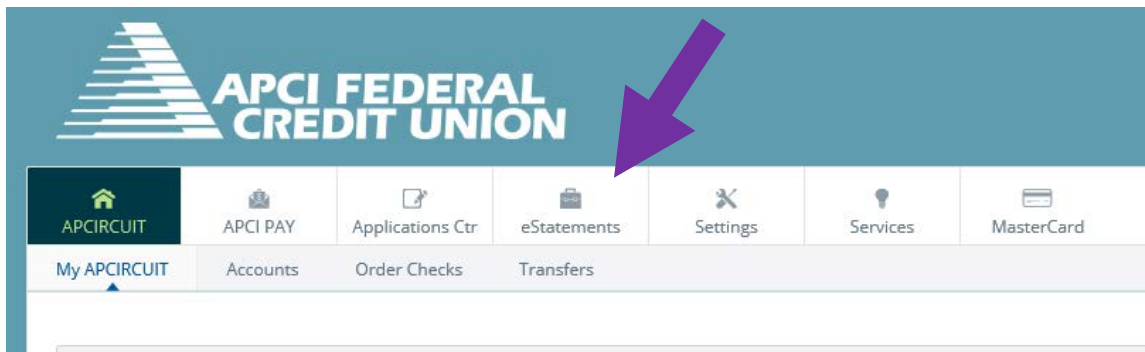 APCI FEDERAL
CREDIT UNION
APCIRCUIT
APCI PAY
Applications Ctr
eStatements
Settings
Services
MasterCard
My APCIRCUIT
Accounts
Order Checks
Transfers